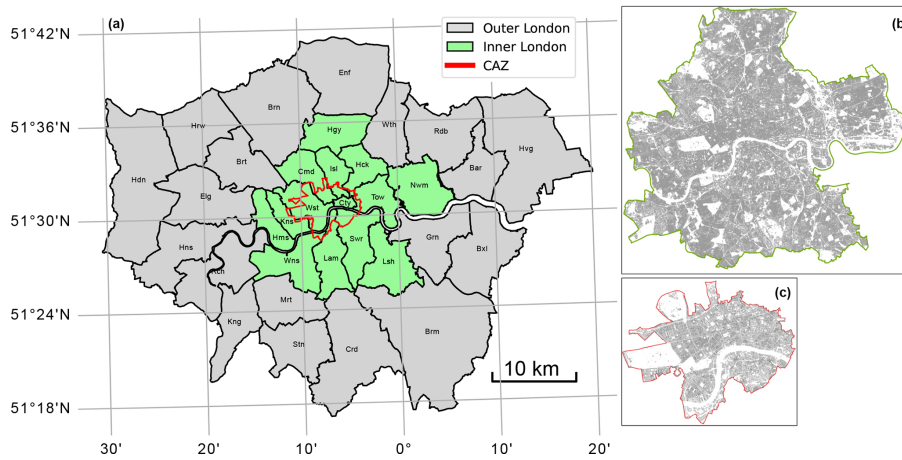 (a)
Outer London
Inner London
CAZ
51°42'N
51°36'N
51°30'N
51°24'N
51°18'N
Enf
Brn
Hrw
Wth
Rdb
Hvg
Hgy
Brt
Cmd
Isl
Hck
Bar
Hdn
Elg
Nwm
Wst
Cty
Tow
Kns
Hms
Hns
Rch
Wns
Lam
Swr
Lsh
Grn
Bxl
Kng
Mrt
Stn
Crd
Brm
10 km
30'
20'
10'
0°
10'
20'
(b)
(c)